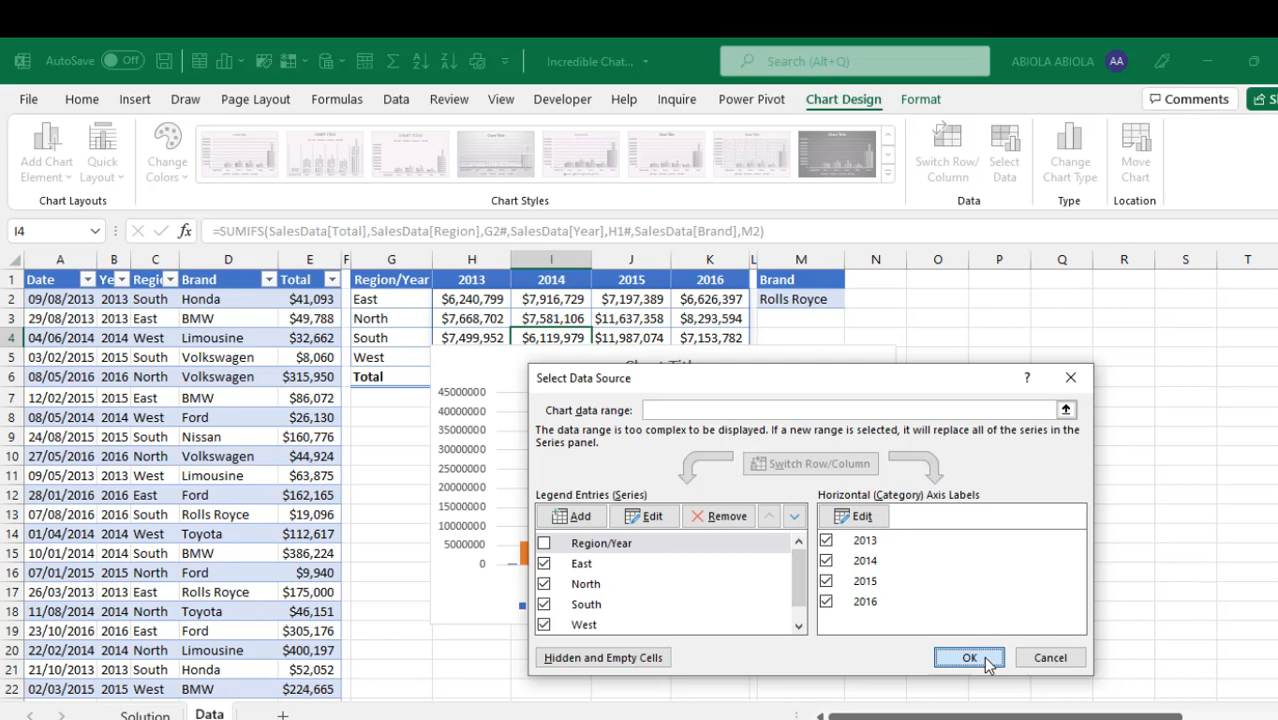 AutoSave Off Incredible Chat... Search (Alt+Q) ABIOLA ABIOLA AA
File Home Insert Draw Page Layout Formulas Data Review View Developer Help Inquire Power Pivot Chart Design Format Comments
Add Chart Element Quick Layout Change Colors Switch Row/Column Select Data Change Chart Type Move Chart
Chart Layouts Chart Styles Data Type Location
I4 fx =SUMIFS(SalesData[Total],SalesData[Region],G2#,SalesData[Year],H1#,SalesData[Brand],M2)
A B C D E F G H I J K L M N O P Q R S T
1 Date Ye Regi Brand Total Region/Year 2013 2014 2015 2016 Brand
2 09/08/2013 2013 South Honda $41,093 East $6,240,799 $7,916,729 $7,197,389 $6,626,397 Rolls Royce
3 29/08/2013 2013 East BMW $49,788 North $7,668,702 $7,581,106 $11,637,358 $8,293,594
4 04/06/2014 2014 West Limousine $32,662 South $7,499,952 $6,119,979 $11,987,074 $7,153,782
5 03/02/2015 2015 South Volkswagen $8,060 West
6 08/05/2016 2016 North Volkswagen $315,950 Total
7 12/02/2015 2015 East BMW $86,072
8 08/05/2014 2014 West Ford $26,130
9 24/08/2015 2015 South Nissan $160,776
10 27/05/2016 2016 North Volkswagen $44,924
11 09/05/2013 2013 West Limousine $63,875
12 28/01/2016 2016 East Ford $162,165
13 07/08/2016 2016 South Rolls Royce $19,096
14 01/04/2013 2013 West Toyota $112,617
15 10/01/2014 2014 South BMW $386,224
16 07/01/2015 2015 North Ford $9,940
17 26/03/2013 2013 East Rolls Royce $175,000
18 11/08/2014 2014 North Toyota $46,151
19 23/10/2016 2016 East Ford $305,176
20 22/02/2014 2014 North Limousine $400,197
21 21/10/2013 2013 South Honda $52,052
22 02/03/2015 2015 West BMW $224,665
45000000
40000000
35000000
30000000
25000000
20000000
15000000
10000000
5000000
0
Select Data Source ?
Chart data range:
The data range is too complex to be displayed. If a new range is selected, it will replace all of the series in the
Series panel.
Switch Row/Column
Legend Entries (Series) Horizontal (Category) Axis Labels
Add Edit Remove Edit
Region/Year 2013
East 2014
North 2015
South 2016
West
Hidden and Empty Cells OK Cancel
Solution Data